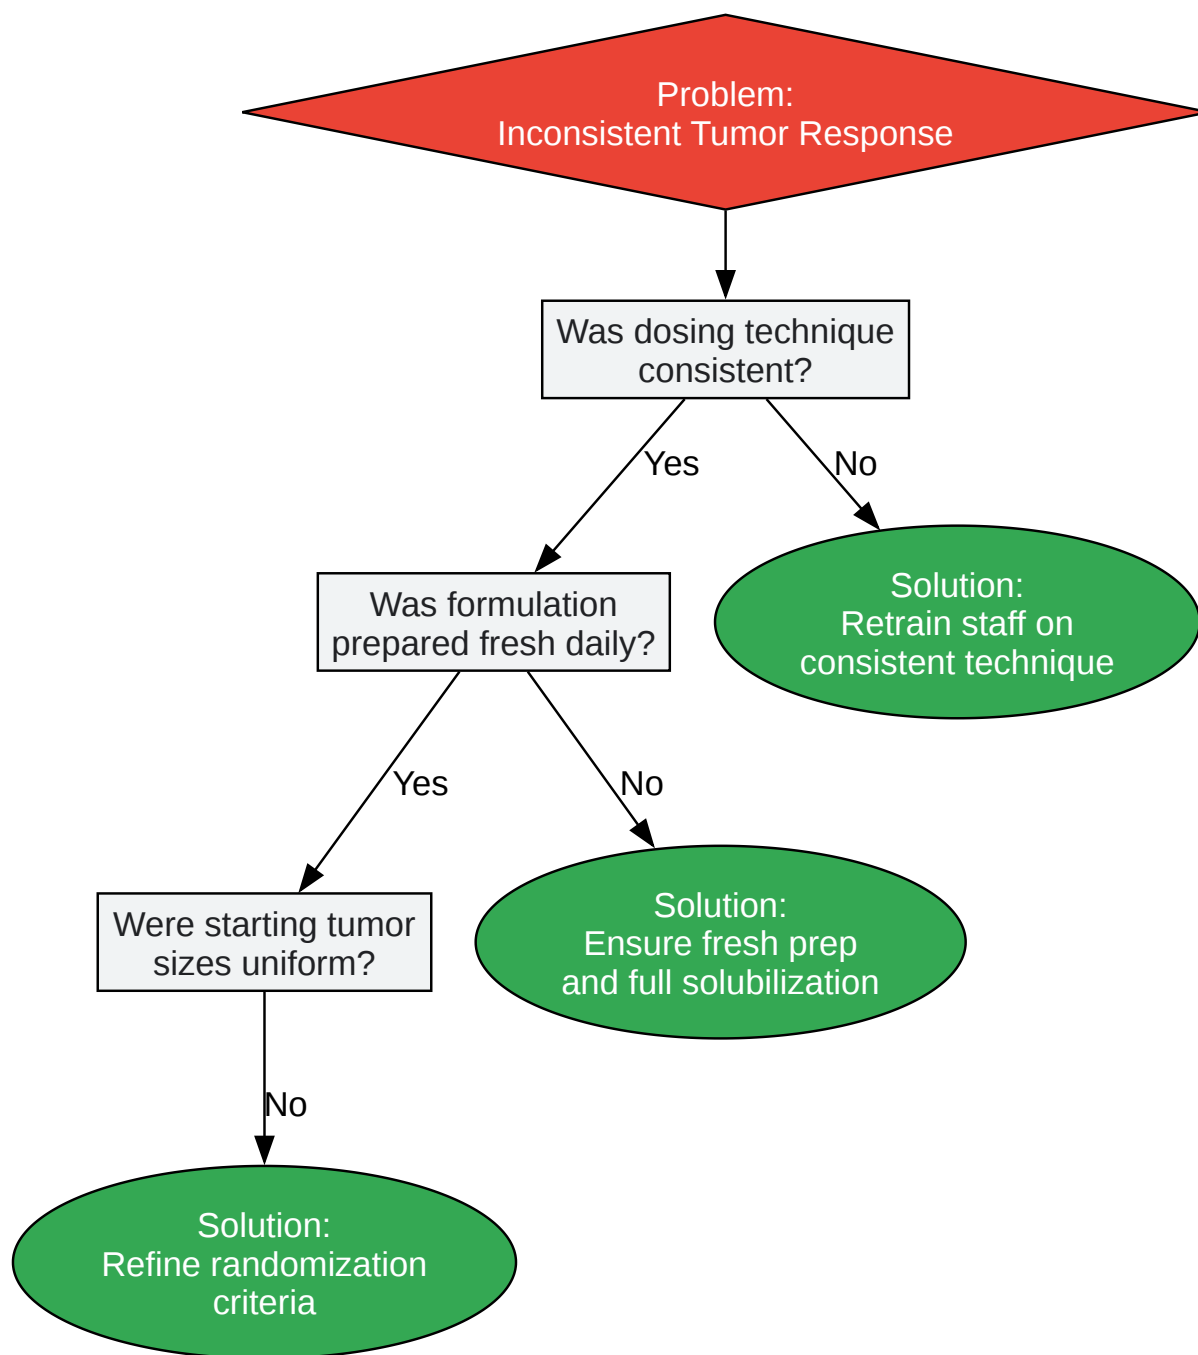 Problem:
Inconsistent Tumor Response
Was dosing technique
consistent?
Yes
No
Solution:
Retrain staff on
consistent technique
Was formulation
prepared fresh daily?
Yes
No
Solution:
Ensure fresh prep
and full solubilization
Were starting tumor
sizes uniform?
No
Solution:
Refine randomization
criteria